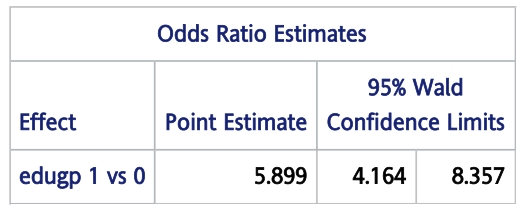 Odds Ratio Estimates
Effect Point Estimate 95% Wald
Confidence Limits
edugp 1 vs 0 5.899 4.164 8.357